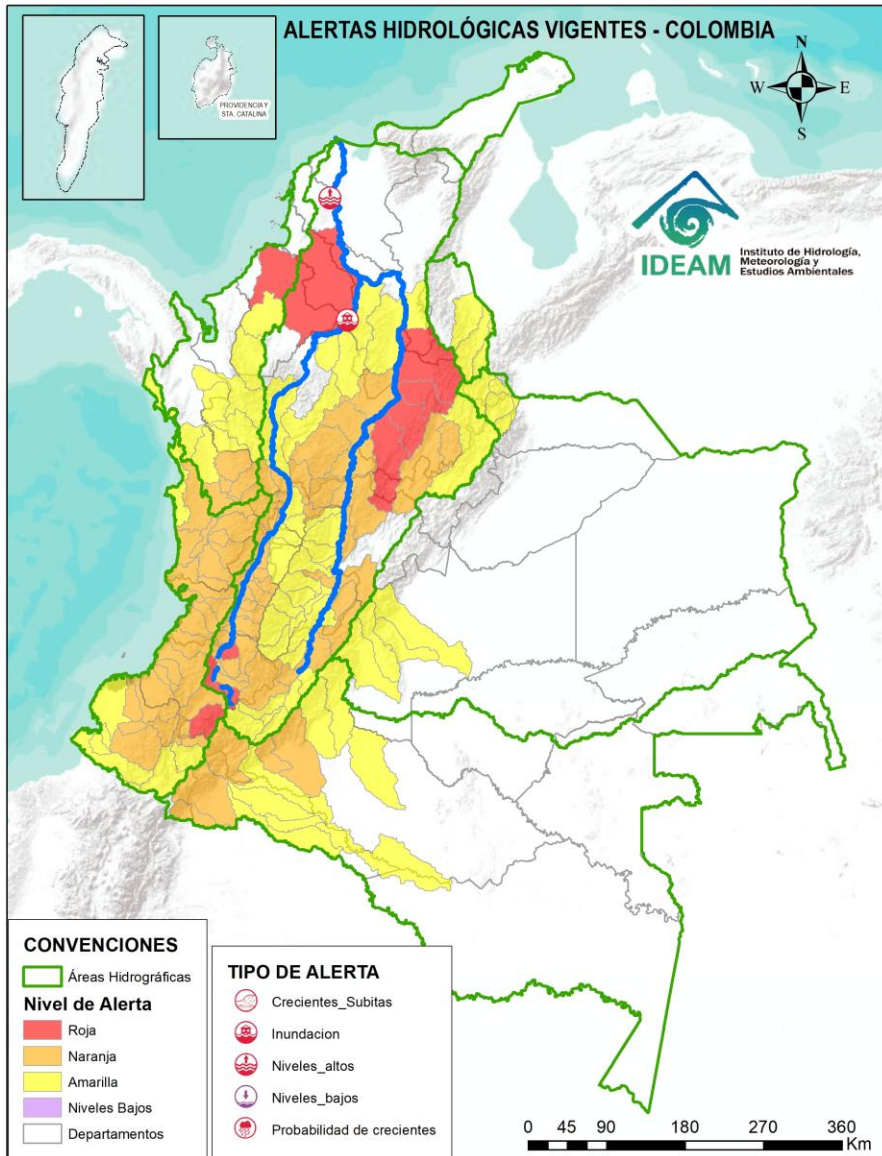 ALERTAS HIDROLÓGICAS VIGENTES - COLOMBIA
PROVIDENCIA Y
STA. CATALINA
N
W
E
S
IDEAM
Instituto de Hidrología,
Meteorología y
Estudios Ambientales
CONVENCIONES
Áreas Hidrográficas
Nivel de Alerta
Roja
Naranja
Amarilla
Niveles Bajos
Departamentos
TIPO DE ALERTA
Crecientes_Subitas
Inundacion
Niveles_altos
Niveles_bajos
Probabilidad de crecientes
0 45 90 180 270 360
Km